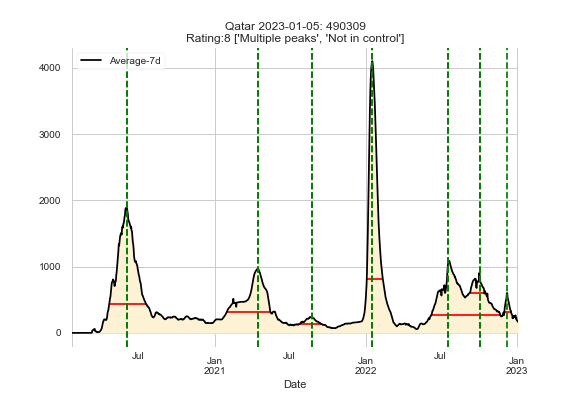 Qatar 2023-01-05: 490309
Rating:8 ['Multiple peaks', 'Not in control']
Average-7d
4000
3000
2000
1000
0
Jul
Jan
2021
Jul
Jan
2022
Jul
Jan
2023
Date